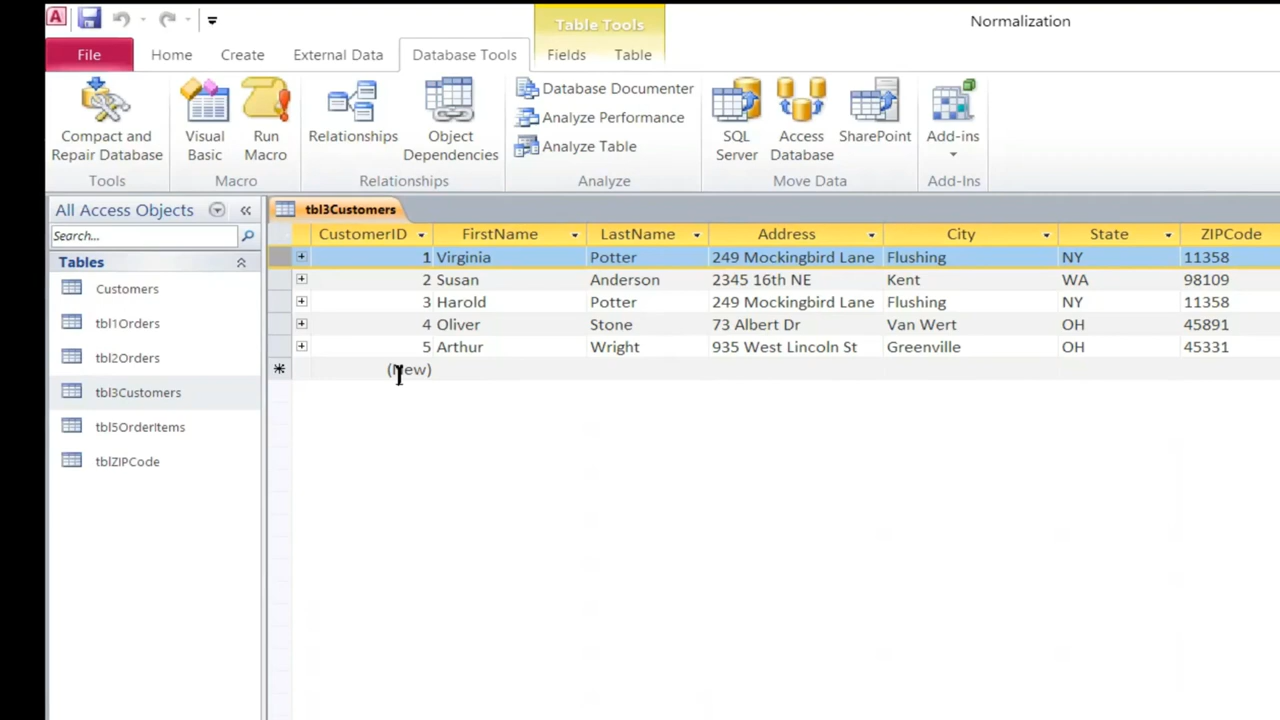 A
Table Tools
Normalization
File Home Create External Data Database Tools Fields Table
Compact and Repair Database
Visual Basic
Run Macro
Relationships
Object Dependencies
Database Documenter
Analyze Performance
Analyze Table
SQL Server
Access Database
SharePoint
Add-ins
Tools Macro Relationships Analyze Move Data Add-Ins
All Access Objects «
Search...
Tables
Customers
tbl1Orders
tbl2Orders
tbl3Customers
tbl5OrderItems
tblZIPCode
tbl3Customers
CustomerID FirstName LastName Address City State ZIPCode
1 Virginia Potter 249 Mockingbird Lane Flushing NY 11358
2 Susan Anderson 2345 16th NE Kent WA 98109
3 Harold Potter 249 Mockingbird Lane Flushing NY 11358
4 Oliver Stone 73 Albert Dr Van Wert OH 45891
5 Arthur Wright 935 West Lincoln St Greenville OH 45331
* (New)